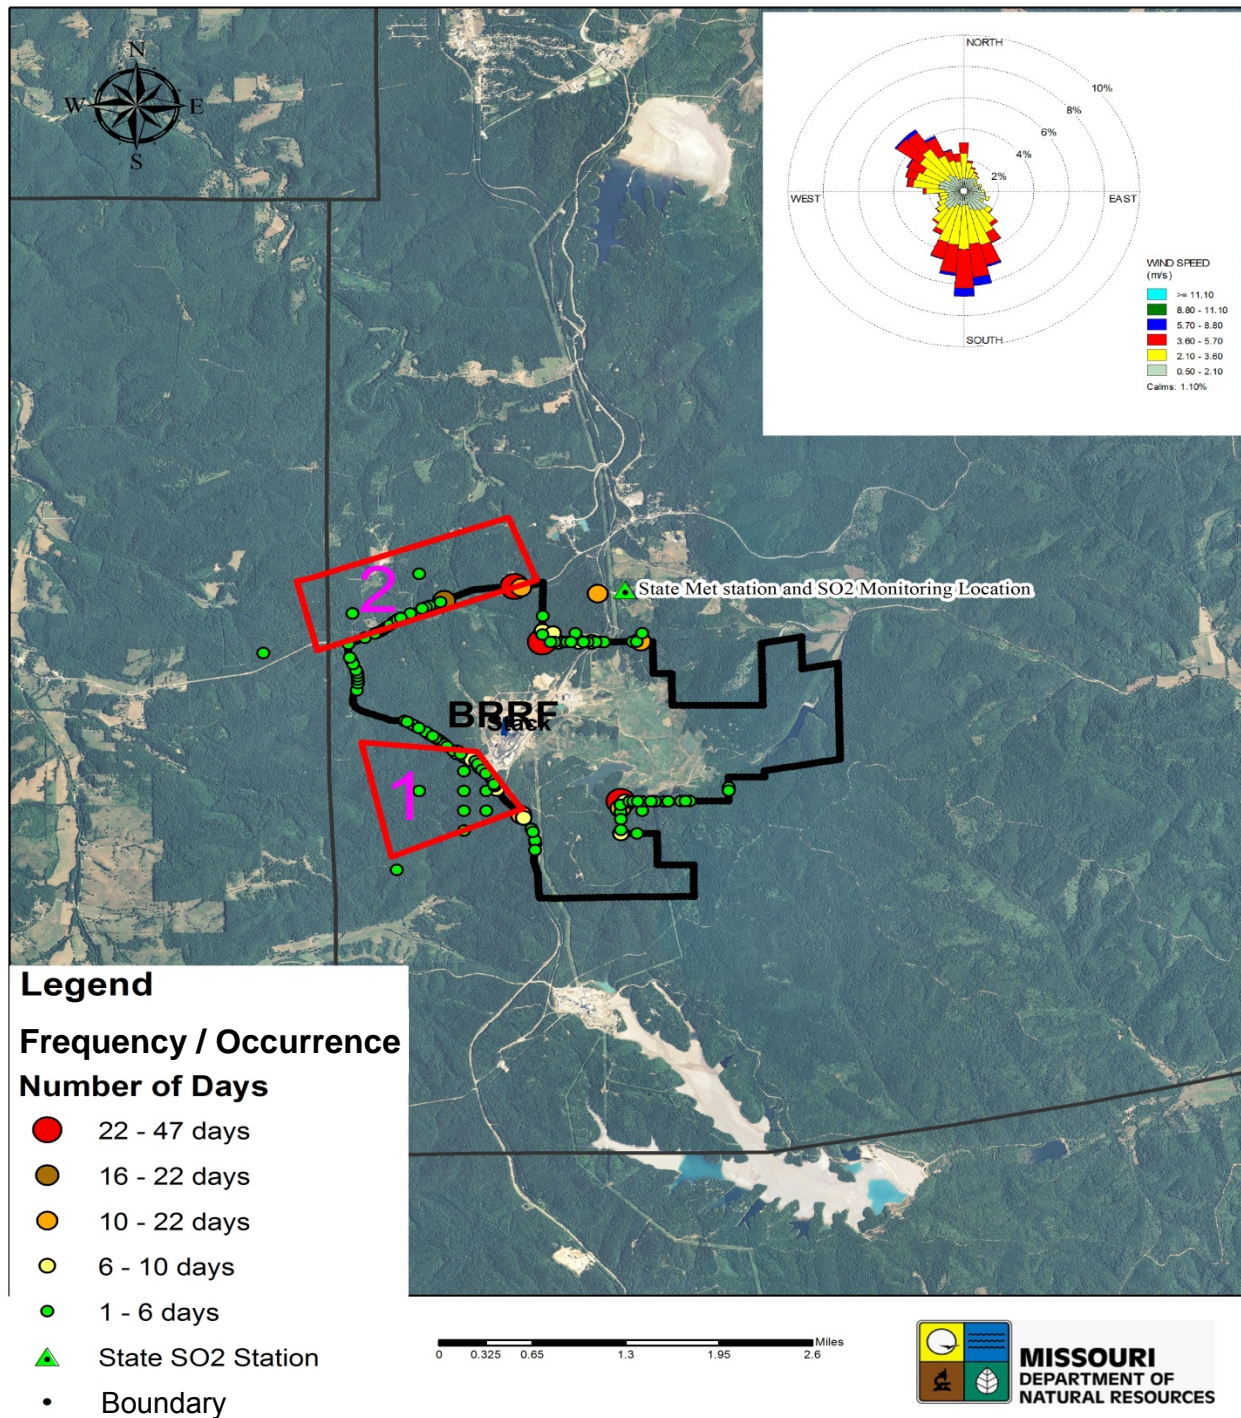 N
W
E
S
NORTH
10%
8%
6%
4%
2%
WEST
EAST
SOUTH
WIND SPEED
(m/s)
>= 11.10
8.80 - 11.10
5.70 - 8.80
3.60 - 5.70
2.10 - 3.60
0.50 - 2.10
Calms: 1.10%
2
State Met station and SO2 Monitoring Location
BRRF
Stack
1
Legend
Frequency / Occurrence
Number of Days
22 - 47 days
16 - 22 days
10 - 22 days
6 - 10 days
1 - 6 days
State SO2 Station
Boundary
Miles
0 0.325 0.65 1.3 1.95 2.6
MISSOURI
DEPARTMENT OF
NATURAL RESOURCES